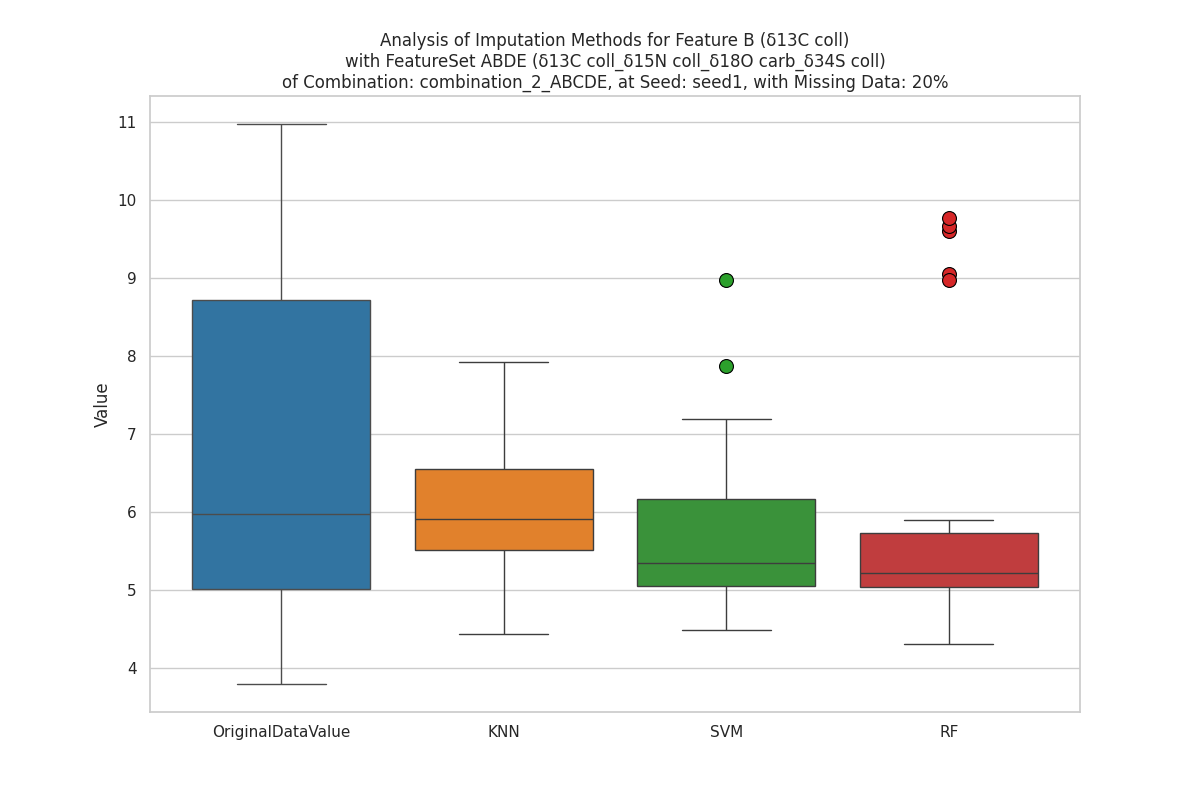 Analysis of Imputation Methods for Feature B (δ13C coll)
with FeatureSet ABDE (δ13C coll_δ15N coll_δ18O carb_δ34S coll)
of Combination: combination_2_ABCDE, at Seed: seed1, with Missing Data: 20%
11
10
9
8
7
6
5
4
Value
OriginalDataValue
KNN
SVM
RF